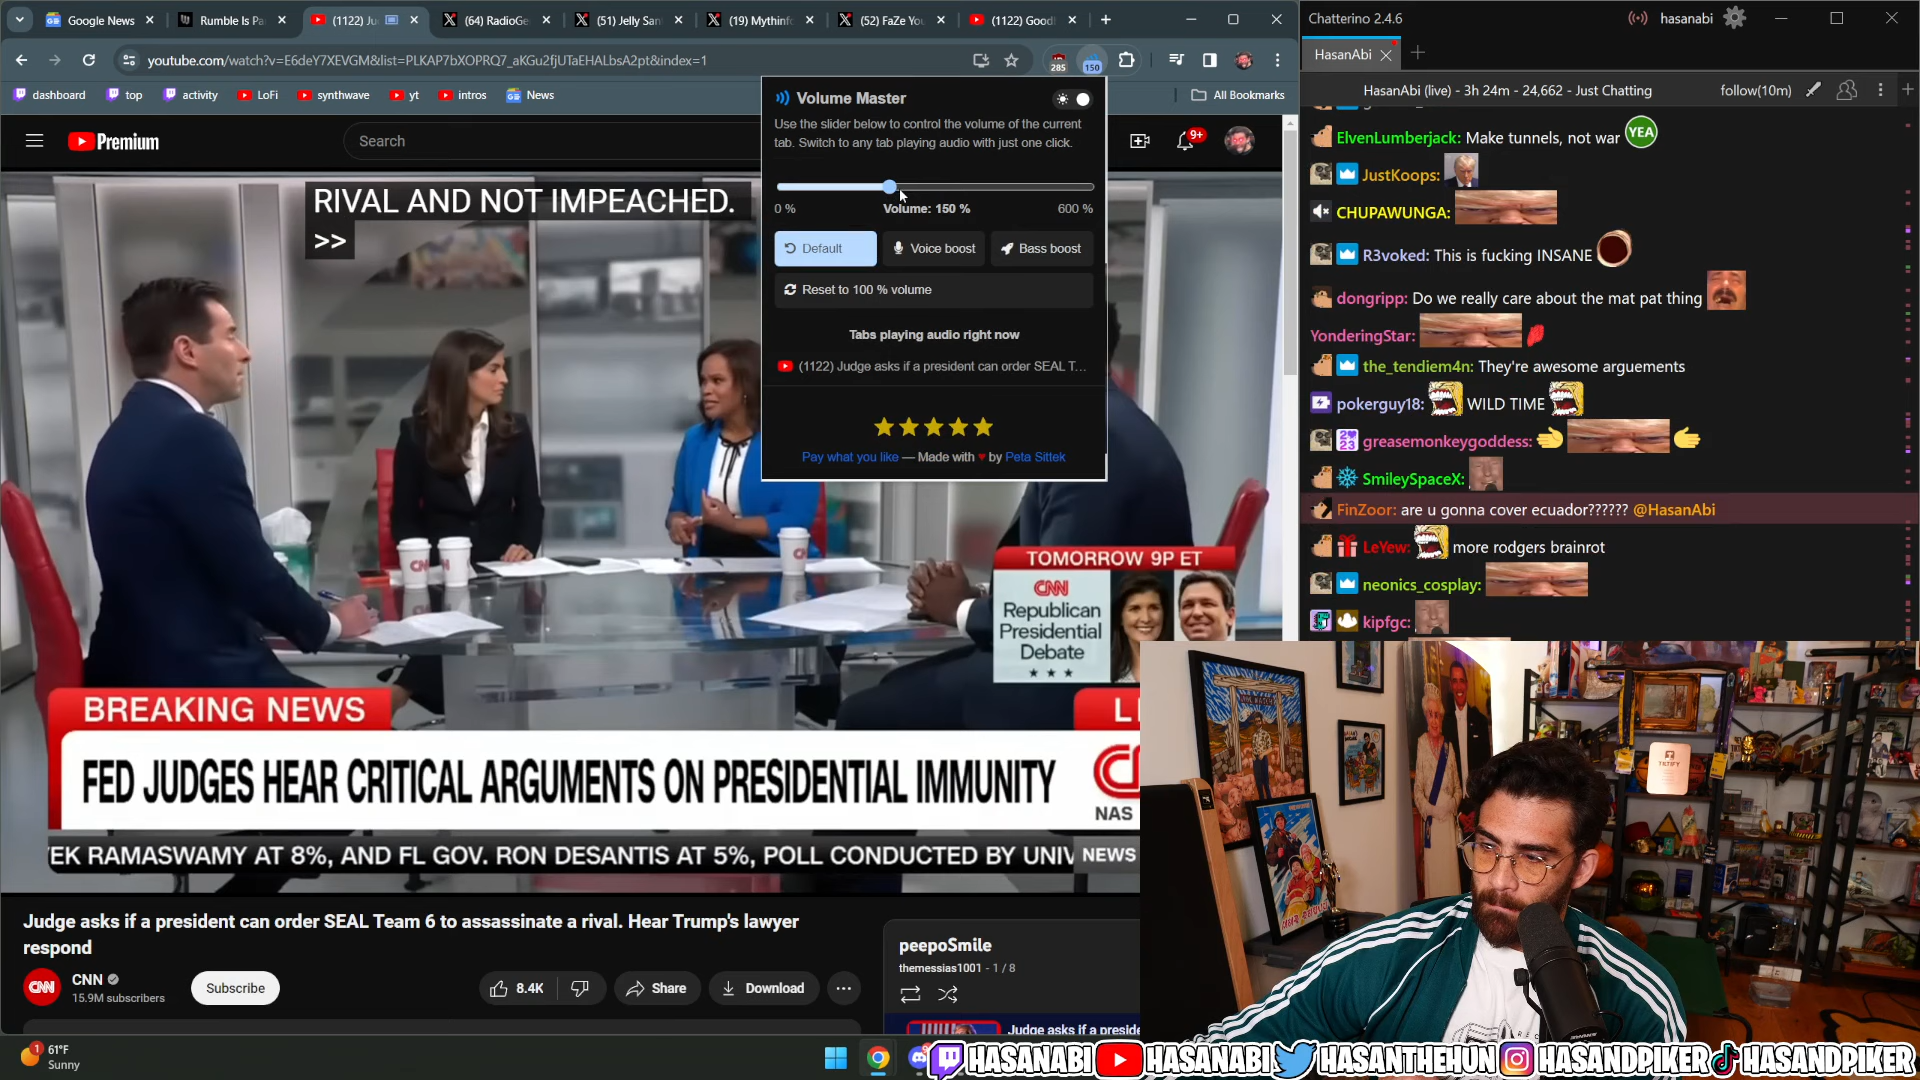 Google News
Rumble Is Pa
(1122) Ju
(64) RadioGe
(51) Jelly San
(19) Mythinf
(52) FaZe You
(1122) Good
youtube.com/watch?v=E6deY7XEVGM&list=PLKAP7bXOPRQ7_aKGu2fjUTaEHALbsA2pt&index=1
285
150
dashboard
top
activity
LoFi
synthwave
yt
intros
News
All Bookmarks
Premium
Search
9+
Volume Master
Use the slider below to control the volume of the current
tab. Switch to any tab playing audio with just one click.
0 %
Volume: 150 %
600 %
Default
Voice boost
Bass boost
Reset to 100 % volume
Tabs playing audio right now
(1122) Judge asks if a president can order SEAL T...
Pay what you like — Made with ♥ by Peta Sittek
RIVAL AND NOT IMPEACHED.
>>
TOMORROW 9P ET
CNN
Republican
Presidential
Debate
BREAKING NEWS
FED JUDGES HEAR CRITICAL ARGUMENTS ON PRESIDENTIAL IMMUNITY
NAS
EK RAMASWAMY AT 8%, AND FL GOV. RON DESANTIS AT 5%, POLL CONDUCTED BY UNIV
NEWS
Judge asks if a president can order SEAL Team 6 to assassinate a rival. Hear Trump's lawyer
respond
CNN
CNN
15.9M subscribers
Subscribe
8.4K
Share
Download
peepoSmile
themessias1001 - 1 / 8
Judge asks if a preside
1
61°F
Sunny
Chatterino 2.4.6
hasanabi
HasanAbi
HasanAbi (live) - 3h 24m - 24,662 - Just Chatting
follow(10m)
ElvenLumberjack: Make tunnels, not war YEA
JustKoops:
CHUPAWUNGA:
R3voked: This is fucking INSANE
dongripp: Do we really care about the mat pat thing
YonderingStar:
the_tendiem4n: They're awesome arguements
pokerguy18: WILD TIME
greasemonkeygoddess:
SmileySpaceX:
FinZoor: are u gonna cover ecuador?????? @HasanAbi
LeYew: more rodgers brainrot
neonics_cosplay:
kipfgc:
TILTIFY
HASANABI
HASANABI
HASANTHEHUN
HASANDPIKER
HASANDPIKER